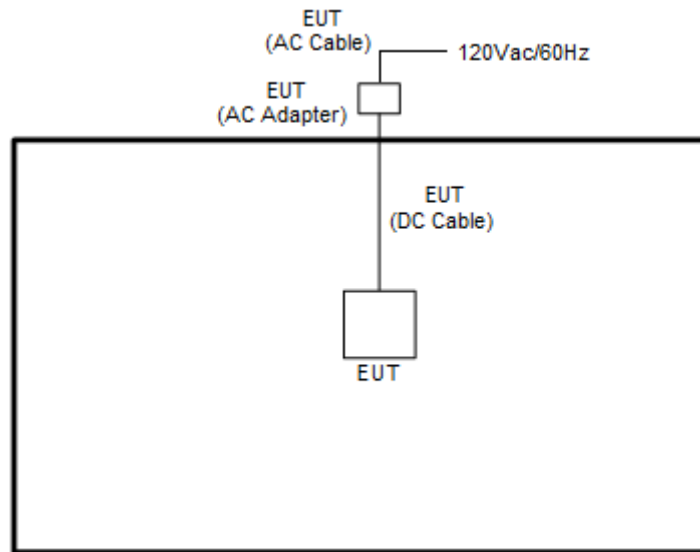 EUT
(AC Cable)
120Vac/60Hz
EUT
(AC Adapter)
EUT
(DC Cable)
EUT